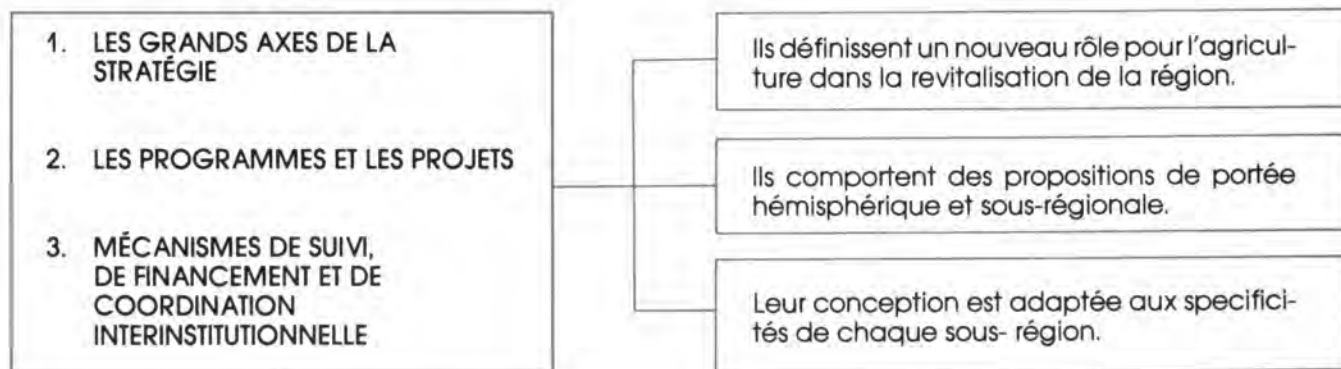 1. LES GRANDS AXES DE LA
STRATÉGIE
2. LES PROGRAMMES ET LES PROJETS
3. MÉCANISMES DE SUIVI,
DE FINANCEMENT ET DE
COORDINATION
INTERINSTITUTIONNELLE
Ils définissent un nouveau rôle pour l'agricul-
ture dans la revitalisation de la région.
Ils comportent des propositions de portée
hémisphérique et sous-régionale.
Leur conception est adaptée aux specifici-
tés de chaque sous- région.